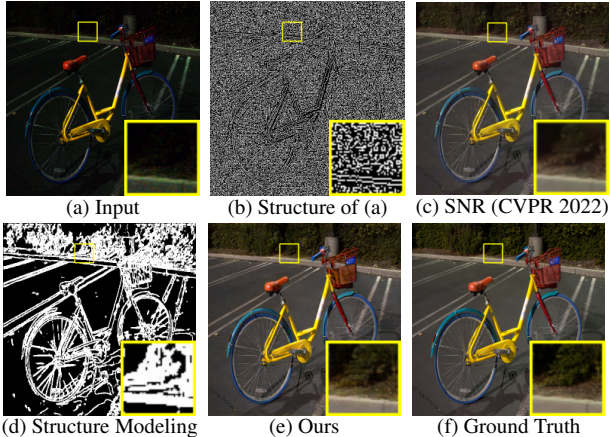 (a) Input
(b) Structure of (a)
(c) SNR (CVPR 2022)
(d) Structure Modeling
(e) Ours
(f) Ground Truth